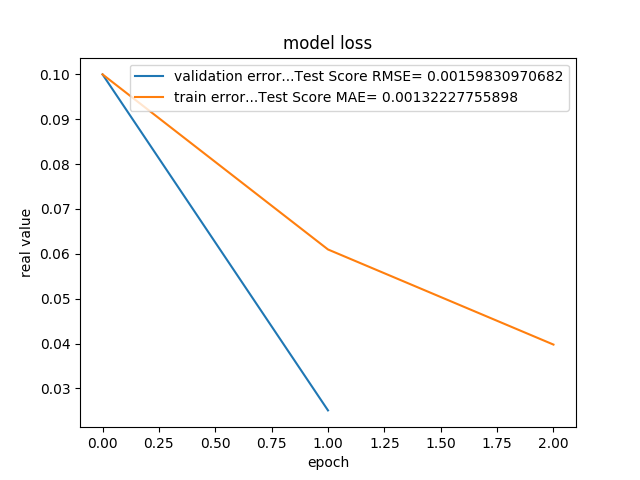 model loss
validation error...Test Score RMSE= 0.00159830970682
train error...Test Score MAE= 0.00132227755898
real value
0.10
0.09
0.08
0.07
0.06
0.05
0.04
0.03
0.00 0.25 0.50 0.75 1.00 1.25 1.50 1.75 2.00
epoch